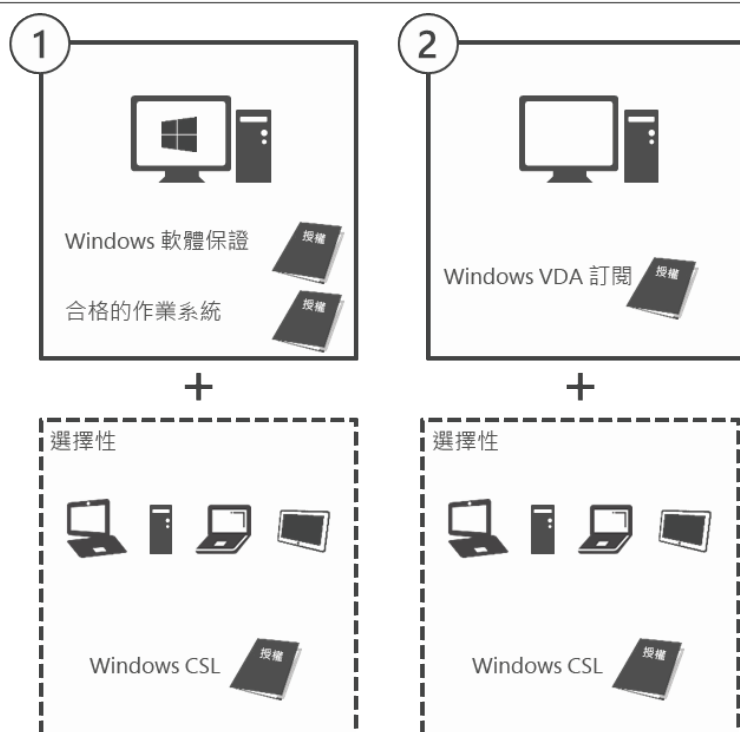 1
Windows 軟體保證
授權
合格的作業系統
授權
+
選擇性
Windows CSL
授權
2
Windows VDA 訂閱
授權
+
選擇性
Windows CSL
授權